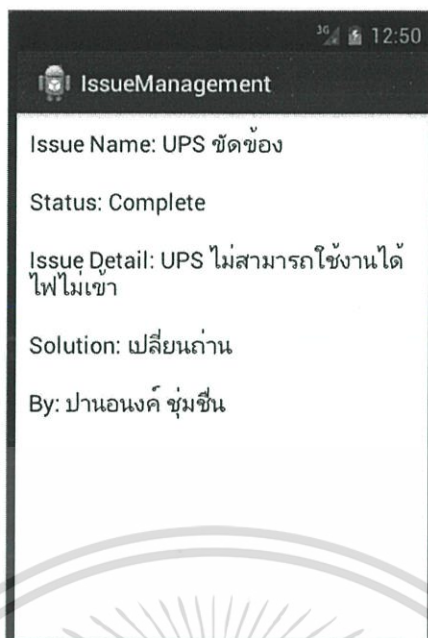 3G 12:50
IssueManagement
Issue Name: UPS ขัดข้อง
Status: Complete
Issue Detail: UPS ไม่สามารถใช้งานได้
ไฟไม่เข้า
Solution: เปลี่ยนถ่าน
By: ปานอนงค์ ชุ่มชื่น